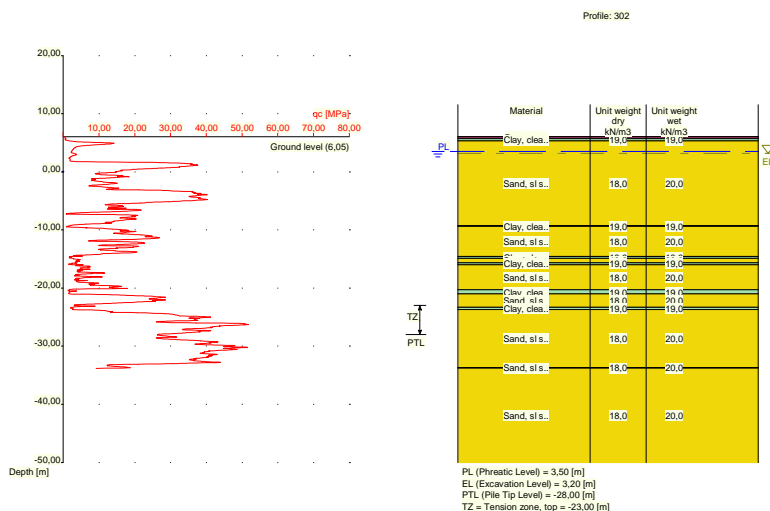 Profile: 302
20,00
10,00
0,00
-10,00
-20,00
-30,00
-40,00
-50,00
Depth [m]
qc [MPa]
10,00 20,00 30,00 40,00 50,00 60,00 70,00 80,00
Ground level (6,05)
TZ
PTL
PL
EL
Material Unit weight Unit weight
dry wet
kN/m3 kN/m3
Clay, clea.. 19,0 19,0
Sand, sl s.. 18,0 20,0
Clay, clea.. 19,0 19,0
Sand, sl s.. 18,0 20,0
Clay, clea.. 19,0 19,0
Sand, sl s.. 18,0 20,0
Clay, clea.. 19,0 19,0
Sand, sl s.. 18,0 20,0
Clay, clea.. 19,0 19,0
Sand, sl s.. 18,0 20,0
Sand, sl s.. 18,0 20,0
PL (Phreatic Level) = 3,50 [m]
EL (Excavation Level) = 3,20 [m]
PTL (Pile Tip Level) = -28,00 [m]
TZ = Tension zone, top = -23,00 [m]